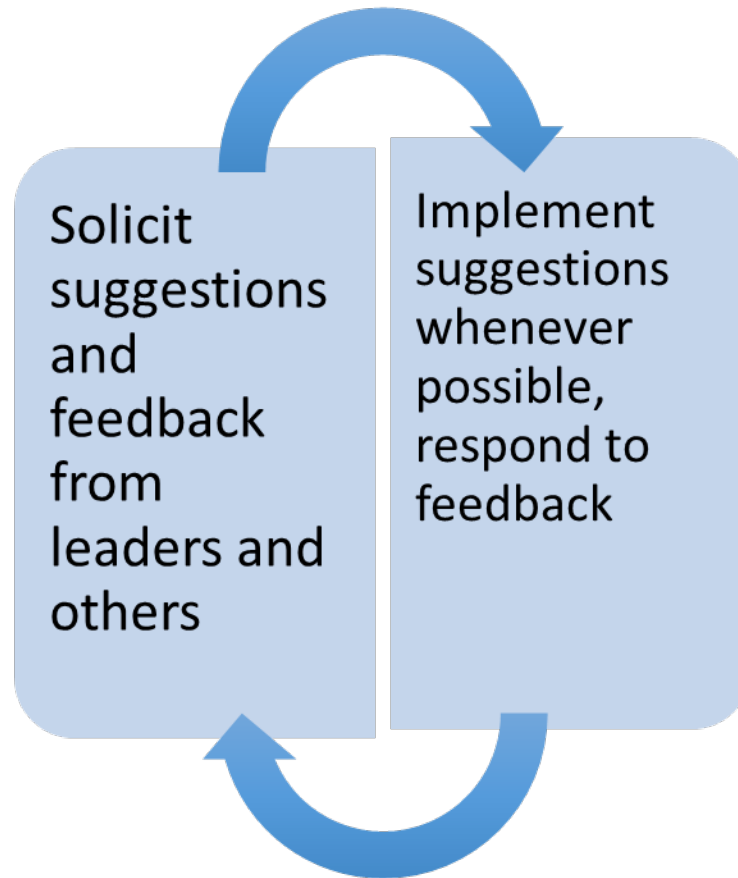 Solicit
suggestions
and
feedback
from
leaders and
others
Implement
suggestions
whenever
possible,
respond to
feedback